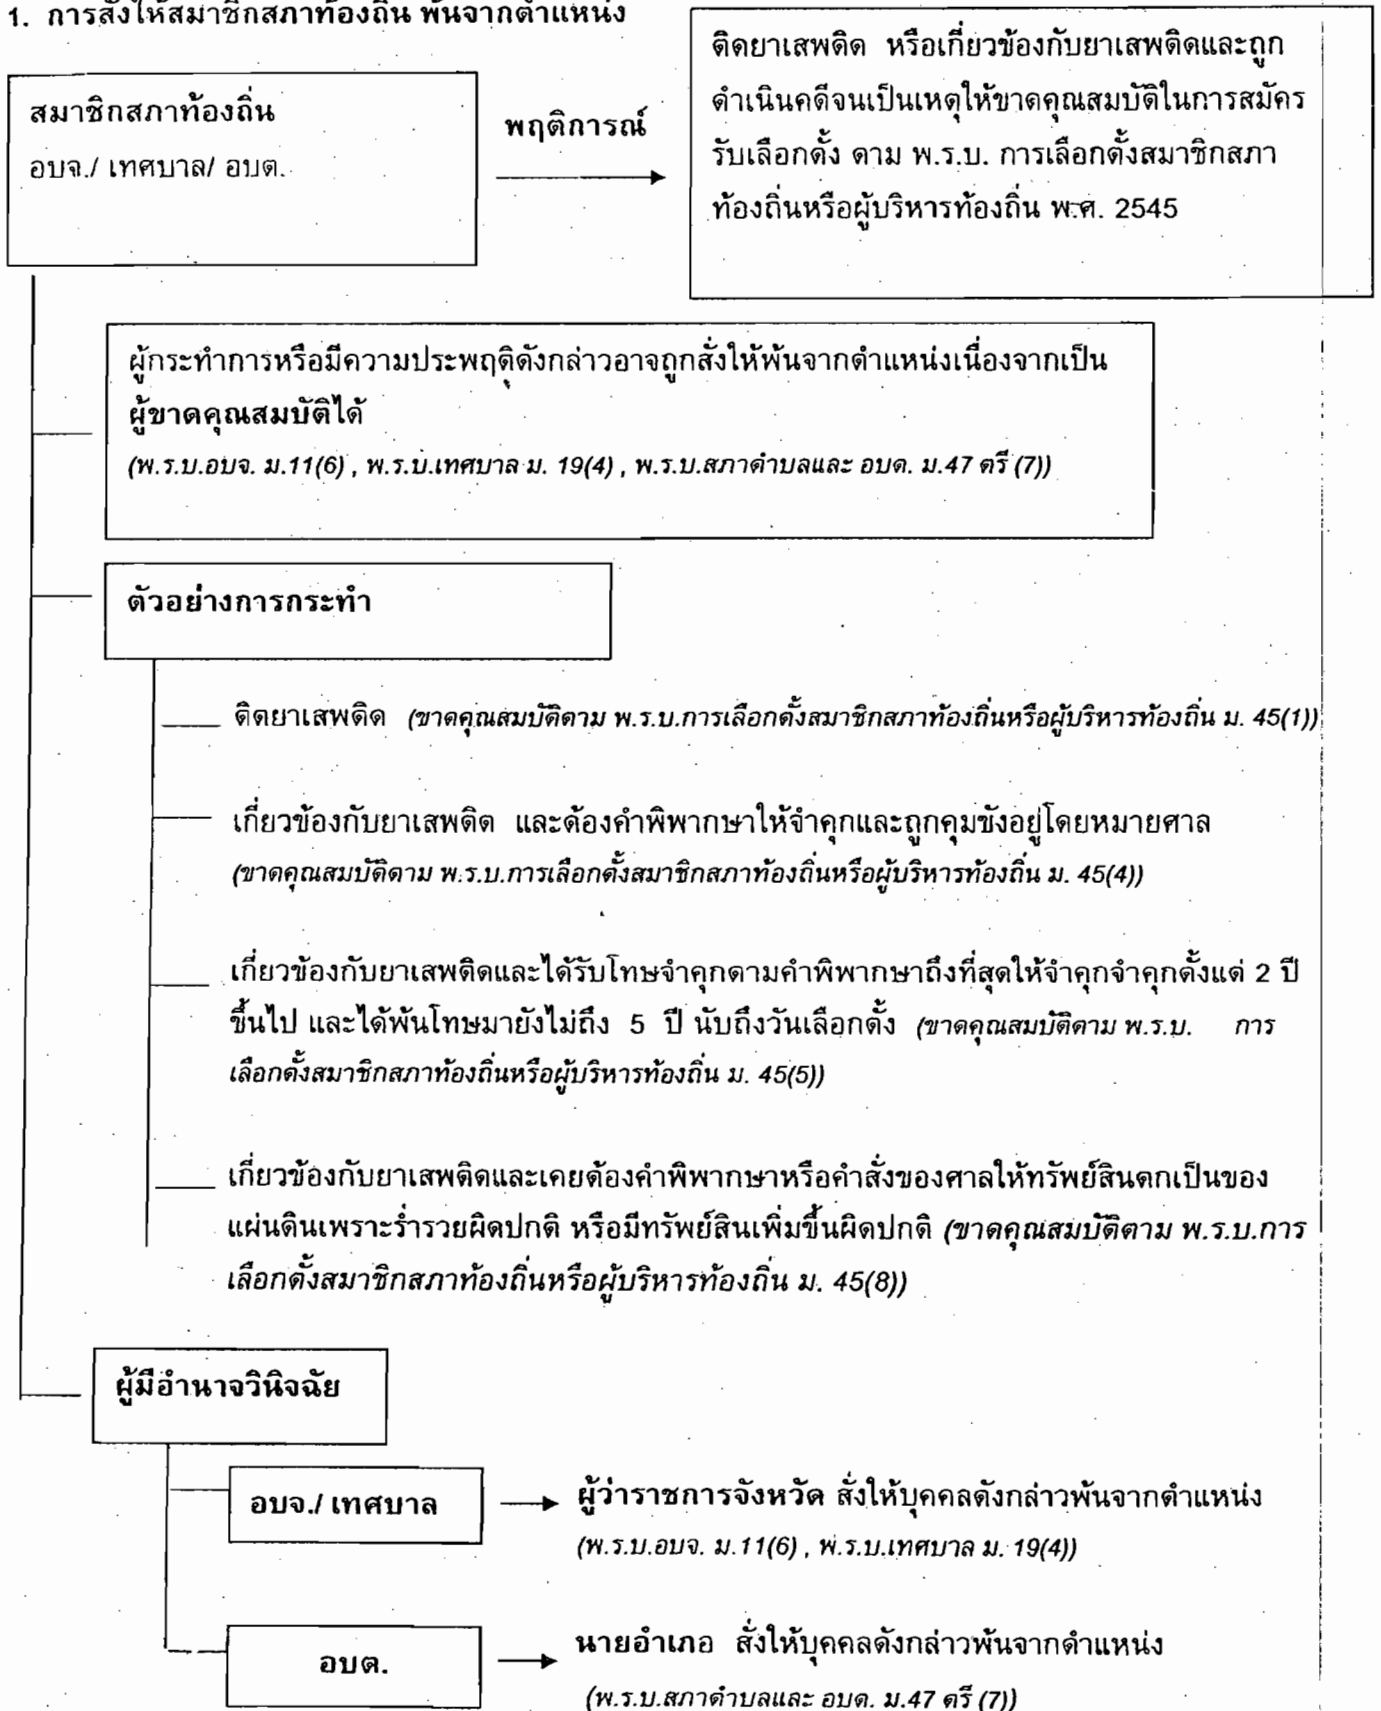 1. การสั่งให้สมาชิกสภาท้องถิ่น พ้นจากตำแหน่ง
สมาชิกสภาท้องถิ่น
อบจ./ เทศบาล/ อบต.
พฤติการณ์
ติดยาเสพติด หรือเกี่ยวข้องกับยาเสพติดและถูก
ดำเนินคดีจนเป็นเหตุให้ขาดคุณสมบัติในการสมัคร
รับเลือกตั้ง ตาม พ.ร.บ. การเลือกตั้งสมาชิกสภา
ท้องถิ่นหรือผู้บริหารท้องถิ่น พ.ศ. 2545
ผู้กระทำการหรือมีความประพฤติดังกล่าวอาจถูกสั่งให้พ้นจากตำแหน่งเนื่องจากเป็น
ผู้ขาดคุณสมบัติได้
(พ.ร.บ.อบจ. ม.11(6) , พ.ร.บ.เทศบาล ม. 19(4) , พ.ร.บ.สภาตำบลและ อบต. ม.47 ตรี (7))
ตัวอย่างการกระทำ
ติดยาเสพติด (ขาดคุณสมบัติตาม พ.ร.บ.การเลือกตั้งสมาชิกสภาท้องถิ่นหรือผู้บริหารท้องถิ่น ม. 45(1))
เกี่ยวข้องกับยาเสพติด และต้องคำพิพากษาให้จำคุกและถูกคุมขังอยู่โดยหมายศาล
(ขาดคุณสมบัติตาม พ.ร.บ.การเลือกตั้งสมาชิกสภาท้องถิ่นหรือผู้บริหารท้องถิ่น ม. 45(4))
เกี่ยวข้องกับยาเสพติดและได้รับโทษจำคุกตามคำพิพากษาถึงที่สุดให้จำคุกจำคุกตั้งแต่ 2 ปี
ขึ้นไป และได้พ้นโทษมายังไม่ถึง 5 ปี นับถึงวันเลือกตั้ง (ขาดคุณสมบัติตาม พ.ร.บ. การ
เลือกตั้งสมาชิกสภาท้องถิ่นหรือผู้บริหารท้องถิ่น ม. 45(5))
เกี่ยวข้องกับยาเสพติดและเคยต้องคำพิพากษาหรือคำสั่งของศาลให้ทรัพย์สินตกเป็นของ
แผ่นดินเพราะร่ำรวยผิดปกติ หรือมีทรัพย์สินเพิ่มขึ้นผิดปกติ (ขาดคุณสมบัติตาม พ.ร.บ.การ
เลือกตั้งสมาชิกสภาท้องถิ่นหรือผู้บริหารท้องถิ่น ม. 45(8))
ผู้มีอำนาจวินิจฉัย
อบจ./ เทศบาล
ผู้ว่าราชการจังหวัด สั่งให้บุคคลดังกล่าวพ้นจากตำแหน่ง
(พ.ร.บ.อบจ. ม.11(6) , พ.ร.บ.เทศบาล ม. 19(4))
อบต.
นายอำเภอ สั่งให้บุคคลดังกล่าวพ้นจากตำแหน่ง
(พ.ร.บ.สภาตำบลและ อบต. ม.47 ตรี (7))